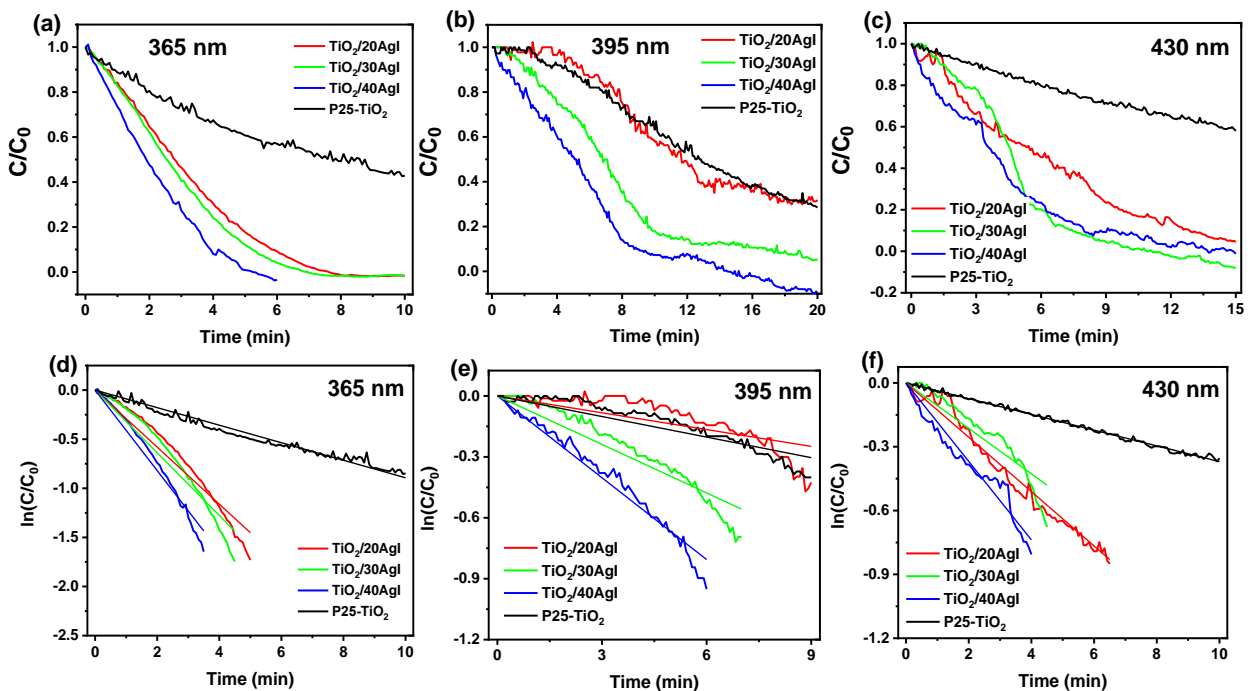 (a)
365 nm
TiO₂/20AgI
TiO₂/30AgI
TiO₂/40AgI
P25-TiO₂
C/C₀
1.0
0.8
0.6
0.4
0.2
0.0
0 2 4 6 8 10
Time (min)
(b)
395 nm
TiO₂/20AgI
TiO₂/30AgI
TiO₂/40AgI
P25-TiO₂
C/C₀
1.0
0.8
0.6
0.4
0.2
0.0
0 4 8 12 16 20
Time (min)
(c)
430 nm
C/C₀
1.0
0.8
0.6
0.4
0.2
0.0
-0.2
TiO₂/20AgI
TiO₂/30AgI
TiO₂/40AgI
P25-TiO₂
0 3 6 9 12 15
Time (min)
(d)
365 nm
ln(C/C₀)
0.0
-0.5
-1.0
-1.5
-2.0
-2.5
TiO₂/20AgI
TiO₂/30AgI
TiO₂/40AgI
P25-TiO₂
0 2 4 6 8 10
Time (min)
(e)
395 nm
ln(C/C₀)
0.0
-0.3
-0.6
-0.9
-1.2
TiO₂/20AgI
TiO₂/30AgI
TiO₂/40AgI
P25-TiO₂
0 3 6 9
Time (min)
(f)
430 nm
ln(C/C₀)
0.0
-0.3
-0.6
-0.9
-1.2
TiO₂/20AgI
TiO₂/30AgI
TiO₂/40AgI
P25-TiO₂
0 2 4 6 8 10
Time (min)